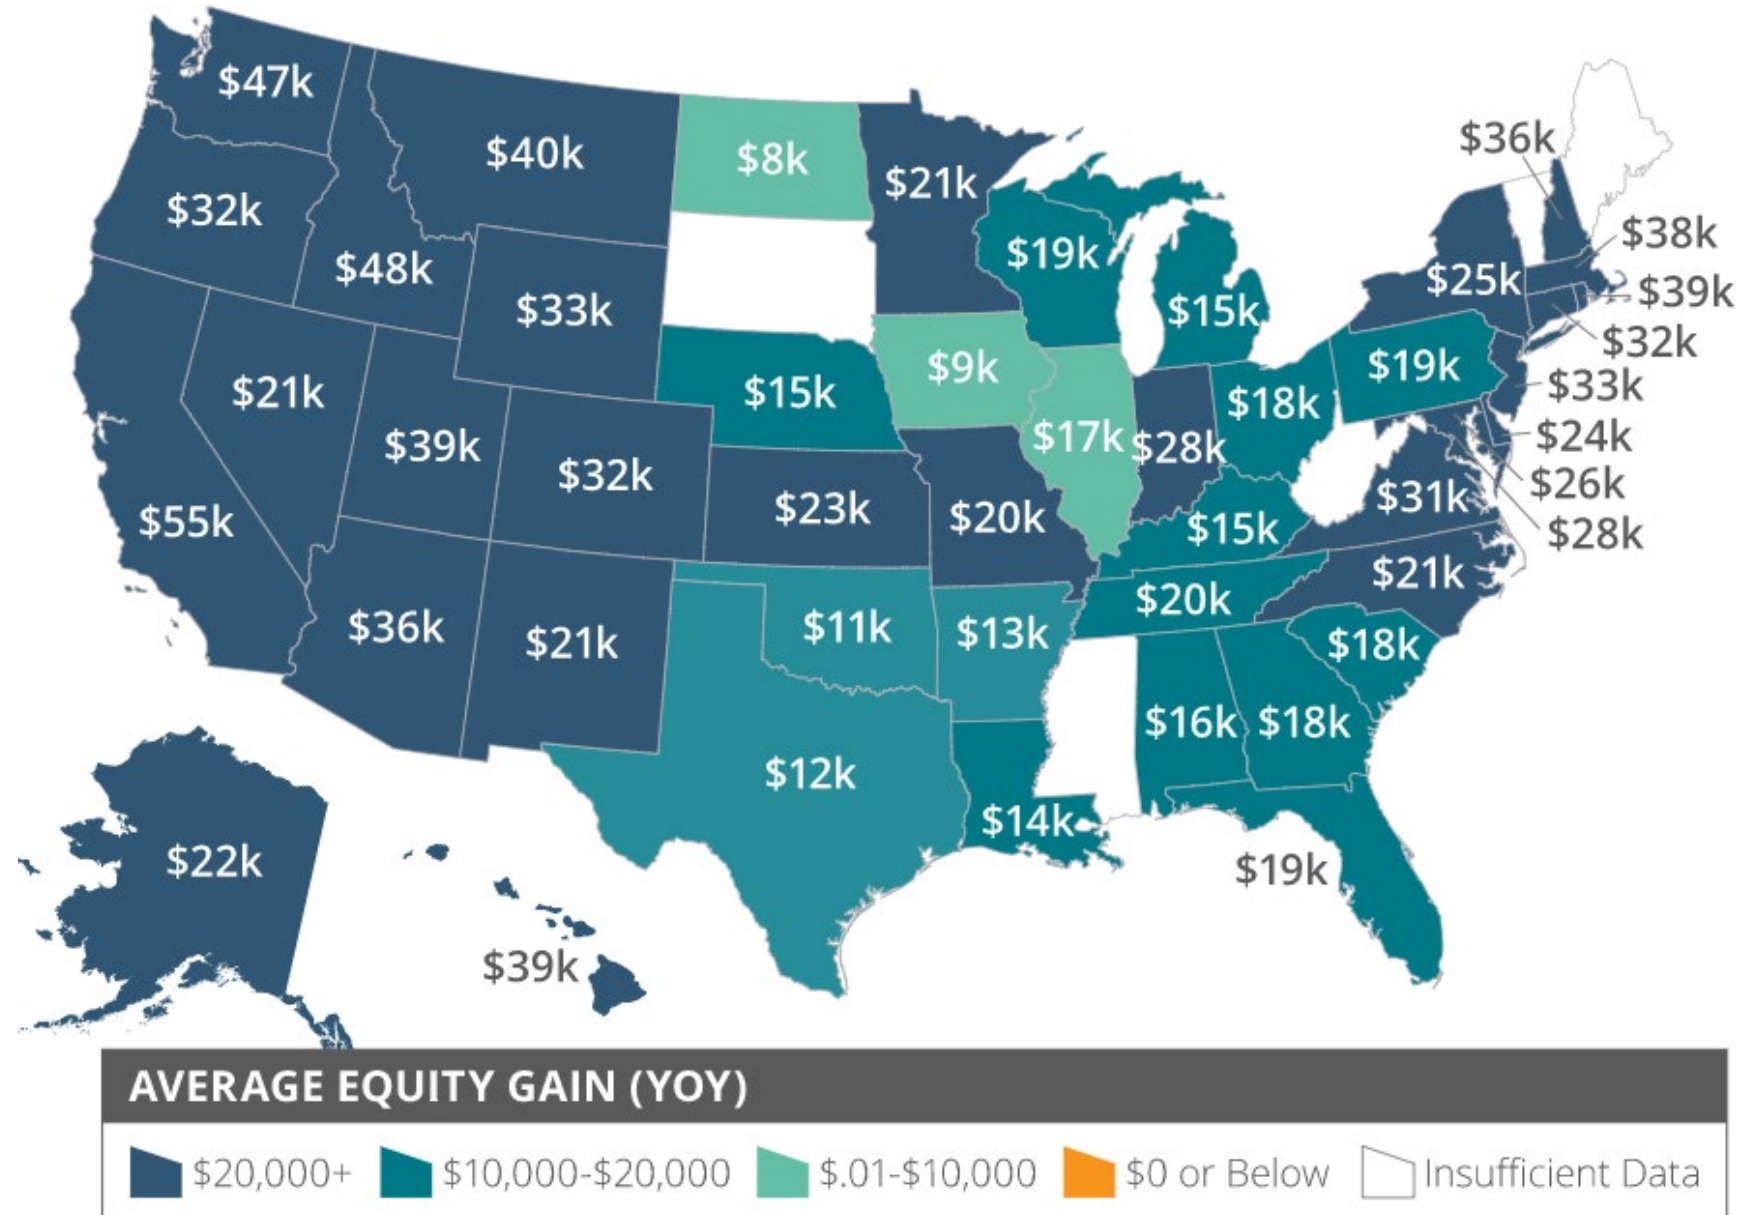 $47k
$40k
$8k
$21k
$36k
$32k
$48k
$33k
$19k
$15k
$25k
$38k
$39k
$32k
$33k
$24k
$26k
$28k
$21k
$39k
$32k
$15k
$9k
$17k
$28k
$18k
$19k
$55k
$23k
$20k
$15k
$31k
$21k
$36k
$21k
$11k
$13k
$20k
$18k
$12k
$14k
$16k
$18k
$19k
$22k
$39k
AVERAGE EQUITY GAIN (YOY)
$20,000+ $10,000-$20,000 $.01-$10,000 $0 or Below Insufficient Data